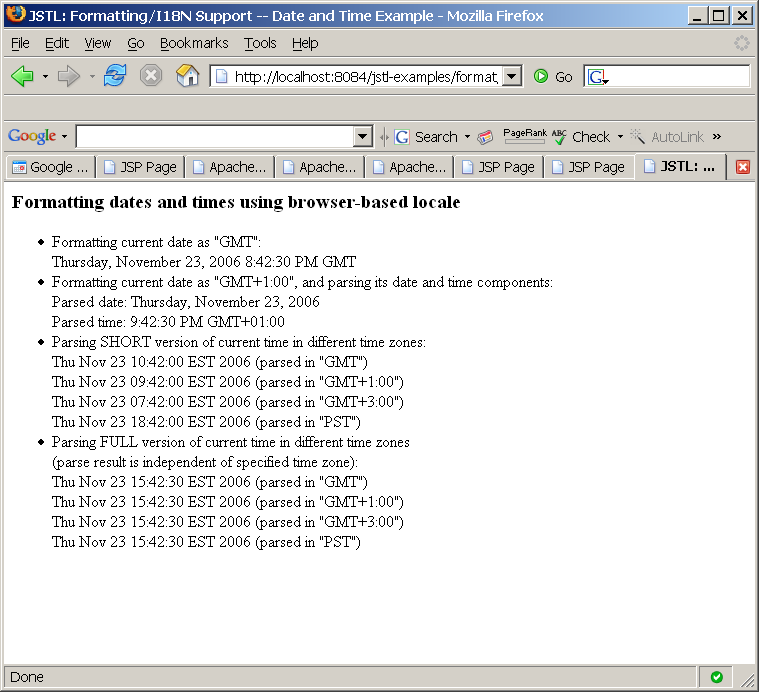 JSTL: Formatting/I18N Support -- Date and Time Example - Mozilla Firefox
File Edit View Go Bookmarks Tools Help
http://localhost:8084/jstl-examples/format, Go G
Google G Search PageRank ABC Check AutoLink »
Google ... JSP Page Apache... Apache... Apache... JSP Page JSP Page JSTL: ...
Formatting dates and times using browser-based locale
• Formatting current date as "GMT":
Thursday, November 23, 2006 8:42:30 PM GMT
• Formatting current date as "GMT+1:00", and parsing its date and time components:
Parsed date: Thursday, November 23, 2006
Parsed time: 9:42:30 PM GMT+01:00
• Parsing SHORT version of current time in different time zones:
Thu Nov 23 10:42:00 EST 2006 (parsed in "GMT")
Thu Nov 23 09:42:00 EST 2006 (parsed in "GMT+1:00")
Thu Nov 23 07:42:00 EST 2006 (parsed in "GMT+3:00")
Thu Nov 23 18:42:00 EST 2006 (parsed in "PST")
• Parsing FULL version of current time in different time zones
(parse result is independent of specified time zone):
Thu Nov 23 15:42:30 EST 2006 (parsed in "GMT")
Thu Nov 23 15:42:30 EST 2006 (parsed in "GMT+1:00")
Thu Nov 23 15:42:30 EST 2006 (parsed in "GMT+3:00")
Thu Nov 23 15:42:30 EST 2006 (parsed in "PST")
Done